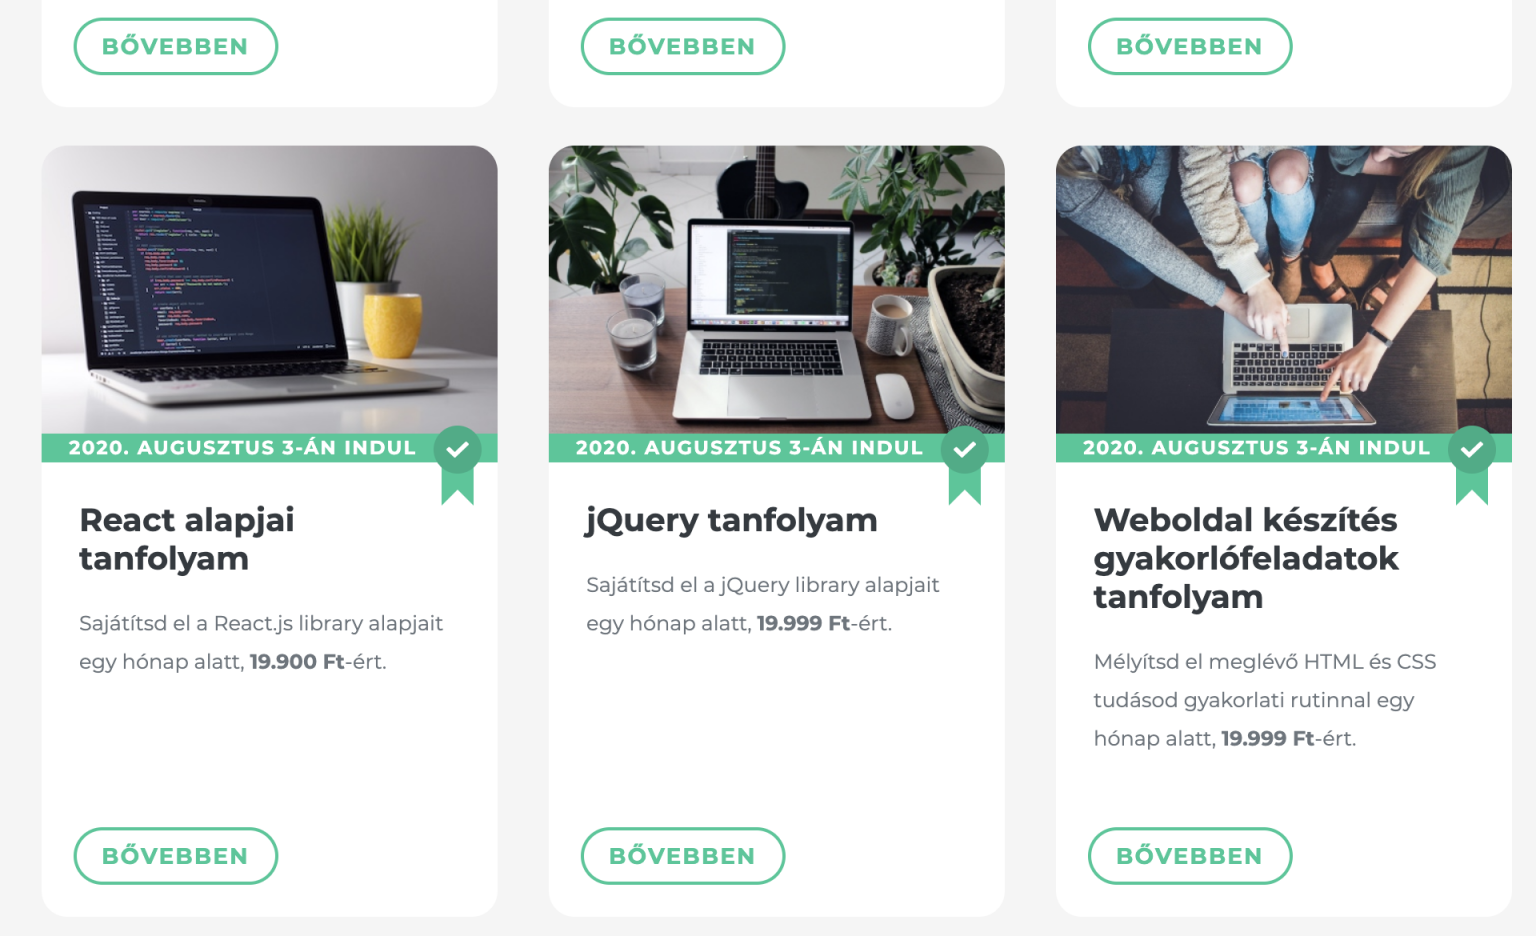 BŐVEBBEN
BŐVEBBEN
BŐVEBBEN
2020. AUGUSZTUS 3-ÁN INDUL
React alapjai
tanfolyam
Sajátítsd el a React.js library alapjait
egy hónap alatt, 19.900 Ft-ért.
BŐVEBBEN
2020. AUGUSZTUS 3-ÁN INDUL
jQuery tanfolyam
Sajátítsd el a jQuery library alapjait
egy hónap alatt, 19.999 Ft-ért.
BŐVEBBEN
2020. AUGUSZTUS 3-ÁN INDUL
Weboldal készítés
gyakorlófeladatok
tanfolyam
Mélyítsd el meglévő HTML és CSS
tudásod gyakorlati rutinnal egy
hónap alatt, 19.999 Ft-ért.
BŐVEBBEN